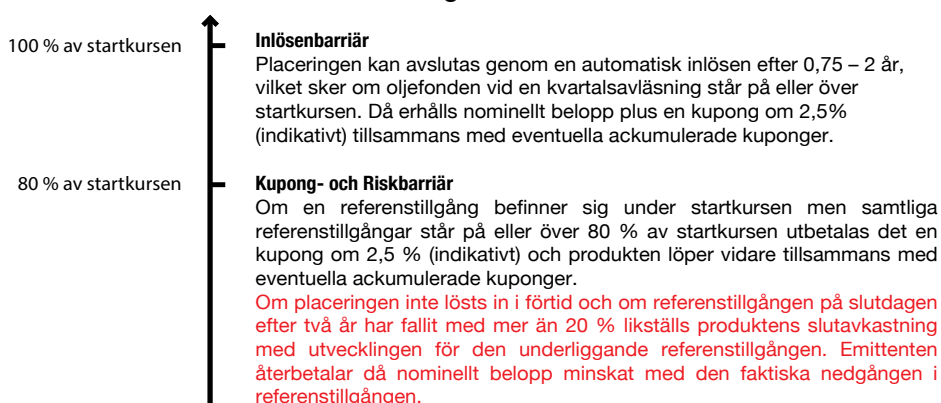 100 % av startkursen
Inlösenbarriär
Placeringen kan avslutas genom en automatisk inlösen efter 0,75 – 2 år,
vilket sker om oljefonden vid en kvartalsavläsning står på eller över
startkursen. Då erhålls nominellt belopp plus en kupong om 2,5%
(indikativt) tillsammans med eventuella ackumulerade kuponger.
80 % av startkursen
Kupong- och Riskbarriär
Om en referenstillgång befinner sig under startkursen men samtliga
referenstillgångar står på eller över 80 % av startkursen utbetalas det en
kupong om 2,5 % (indikativt) och produkten löper vidare tillsammans med
eventuella ackumulerade kuponger.
Om placeringen inte lösts in i förtid och om referenstillgången på slutdagen
efter två år har fallit med mer än 20 % likställs produktens slutavkastning
med utvecklingen för den underliggande referenstillgången. Emittenten
återbetalar då nominellt belopp minskat med den faktiska nedgången i
referenstillgången.